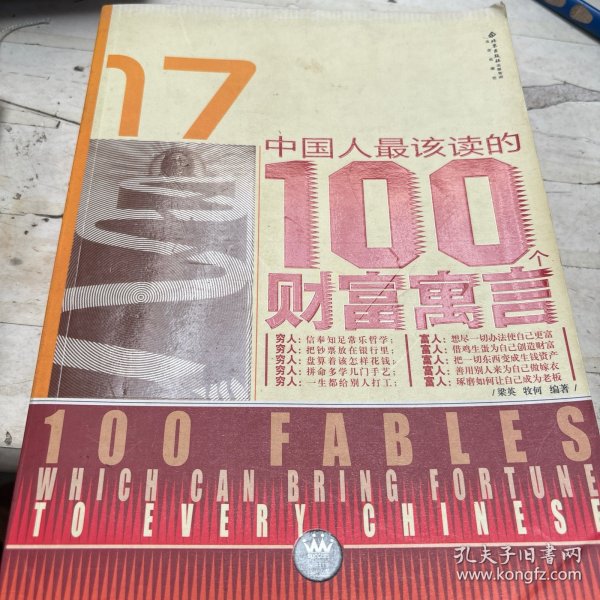 17
中国人最该读的
100
个
财富寓言
穷人：信奉知足常乐哲学；
穷人：把钞票放在银行里；
穷人：盘算着该怎样花钱；
穷人：拼命多学几门手艺；
穷人：一生都给别人打工；
富人：想尽一切办法使自己更富
富人：借鸡生蛋为自己创造财富
富人：把一切东西变成生钱资产
富人：善用别人来为自己做嫁衣
富人：琢磨如何让自己成为老板
/梁英 牧何 编著/
100 FABLES
WHICH CAN BRING FORTUNE
TO EVERY CHINESE
孔夫子旧书网
www.kongfz.com